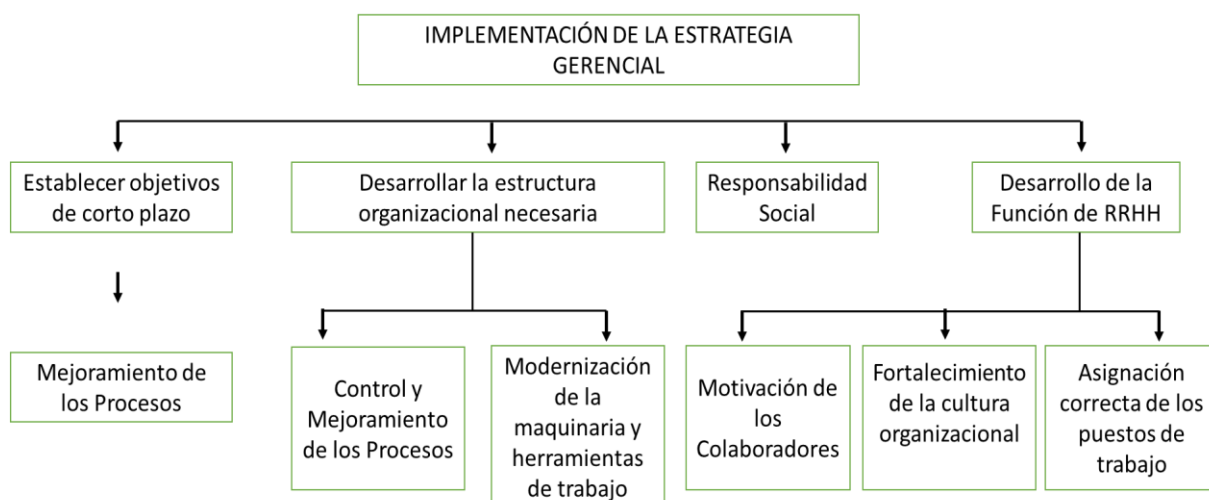 IMPLEMENTACIÓN DE LA ESTRATEGIA
GERENCIAL
Establecer objetivos
de corto plazo
Desarrollar la estructura
organizacional necesaria
Responsabilidad
Social
Desarrollo de la
Función de RRHH
Mejoramiento de
los Procesos
Control y
Mejoramiento
de los Procesos
Modernización
de la
maquinaria y
herramientas
de trabajo
Motivación de
los
Colaboradores
Fortalecimiento
de la cultura
organizacional
Asignación
correcta de los
puestos de
trabajo